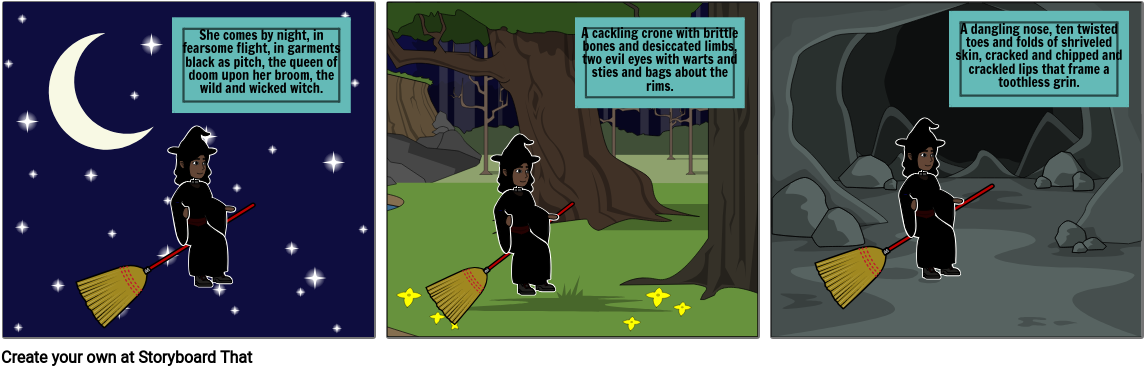 She comes by night, in
fearsome flight, in garments
black as pitch, the queen of
doom upon her broom, the
wild and wicked witch.
A cackling crone with brittle
bones and desiccated limbs,
two evil eyes with warts and
sties and bags about the
rims.
A dangling nose, ten twisted
toes and folds of shriveled
skin, cracked and chipped and
crackled lips that frame a
toothless grin.
Create your own at Storyboard That